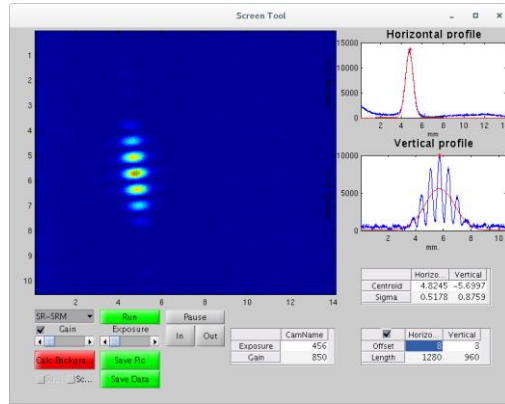 Screen Tool
Horizontal profile
15000
10000
5000
0
2 4 6 8 10 12
mm
Vertical profile
10000
5000
0
0 2 4 6 8 10
mm.
1
2
3
4
5
6
7
8
9
10
2 4 6 8 10 12 14
Horizo... Vertical
Centroid 4.8245 -5.6997
Sigma 0.5178 0.8759
SR-SRM Run Pause
Gain Exposure In Out
CamName
Exposure 456
Gain 850
Horizo... Vertical
Offset 8 3
Length 1280 960
Calc Backgra... Save Pic
Sc... Save Data